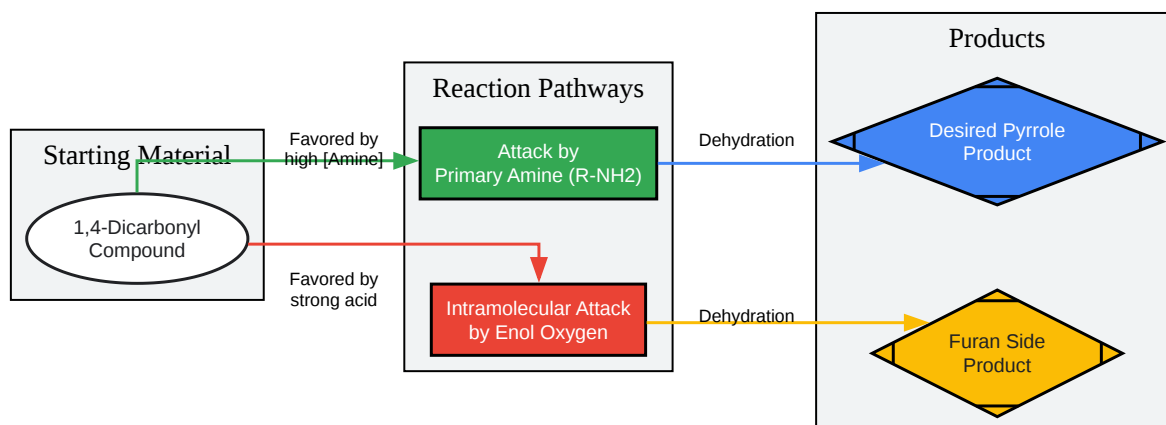 Starting Material
1,4-Dicarbonyl
Compound
Favored by
high [Amine]
Favored by
strong acid
Reaction Pathways
Attack by
Primary Amine (R-NH2)
Intramolecular Attack
by Enol Oxygen
Dehydration
Dehydration
Products
Desired Pyrrole
Product
Furan Side
Product